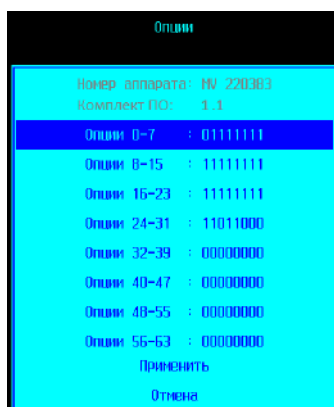 Опции
Номер аппарата: MV 220383
Комплект ПО: 1.1
Опции 0-7 : 01111111
Опции 8-15 : 11111111
Опции 16-23 : 11111111
Опции 24-31 : 11011000
Опции 32-39 : 00000000
Опции 40-47 : 00000000
Опции 48-55 : 00000000
Опции 56-63 : 00000000
Применить
Отмена